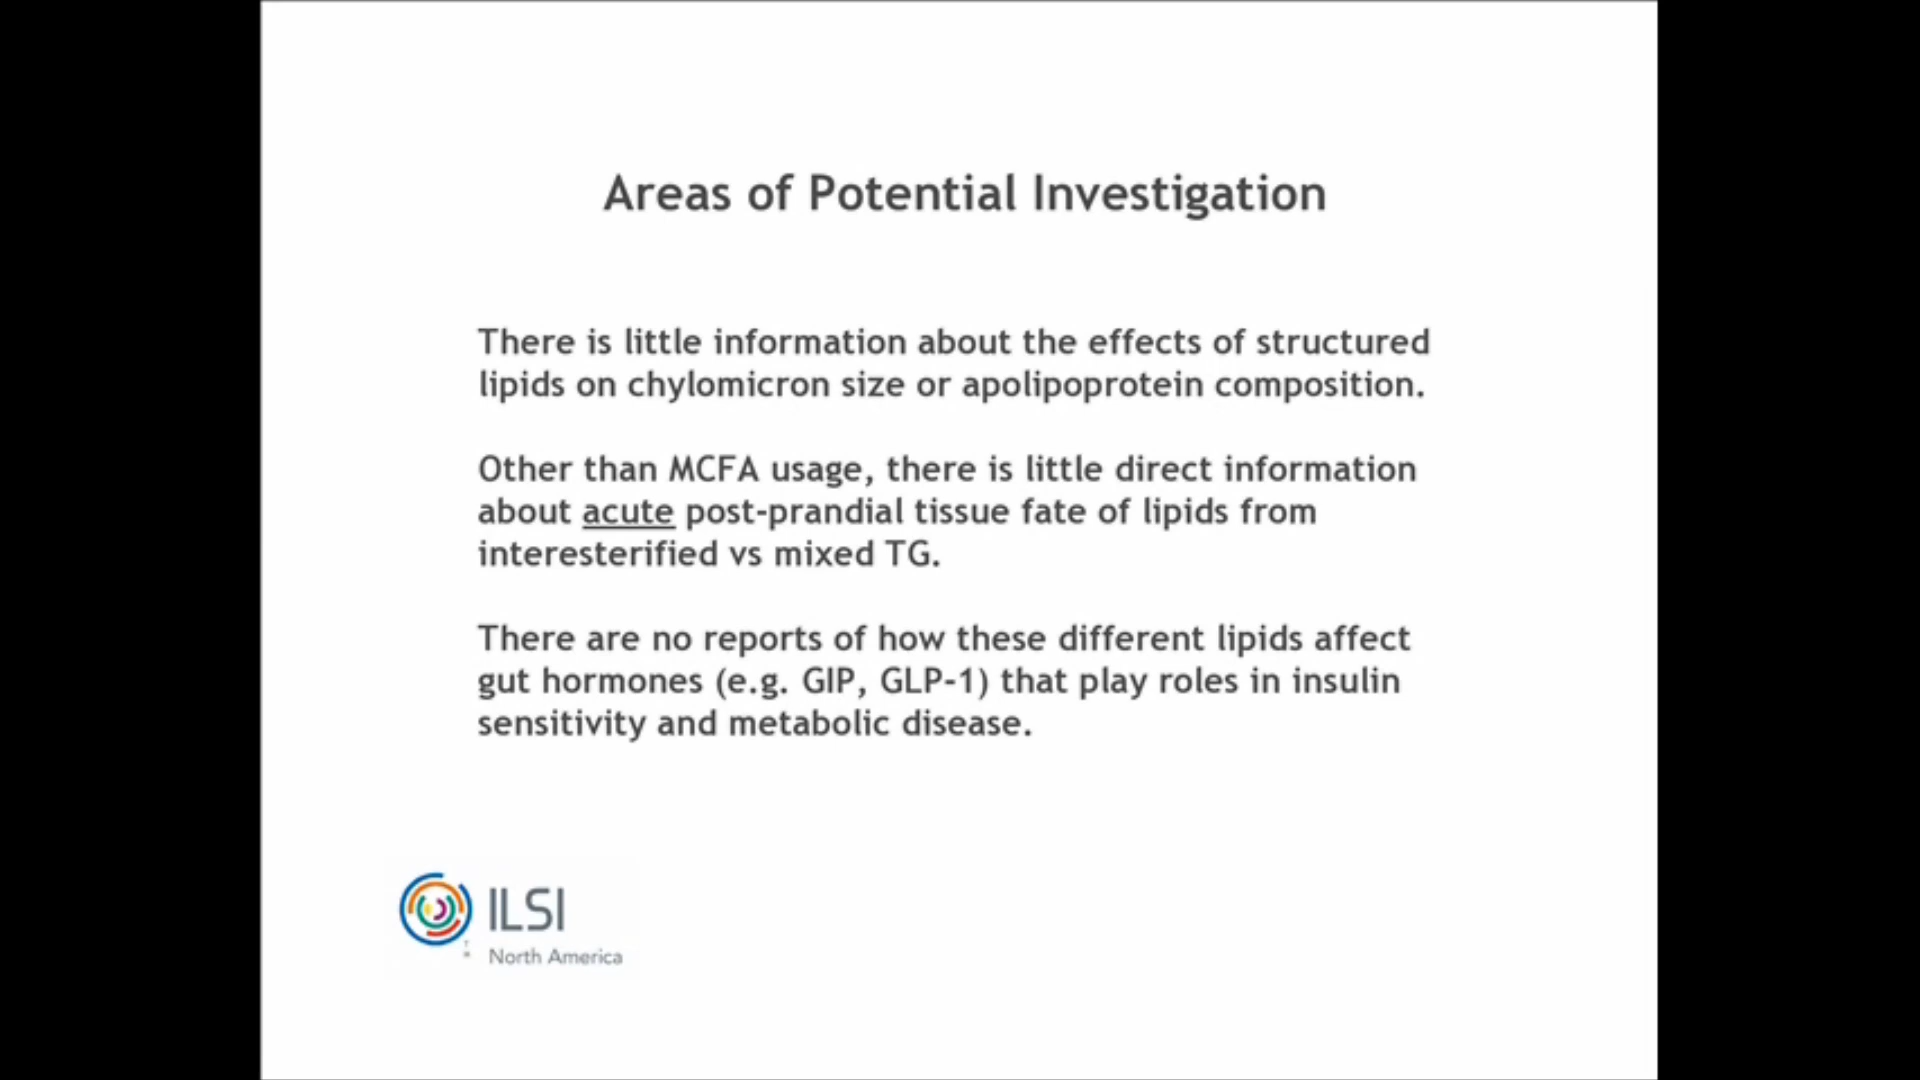 Areas of Potential Investigation
There is little information about the effects of structured
lipids on chylomicron size or apolipoprotein composition.
Other than MCFA usage, there is little direct information
about acute post-prandial tissue fate of lipids from
interesterified vs mixed TG.
There are no reports of how these different lipids affect
gut hormones (e.g. GIP, GLP-1) that play roles in insulin
sensitivity and metabolic disease.
ILSI
North America